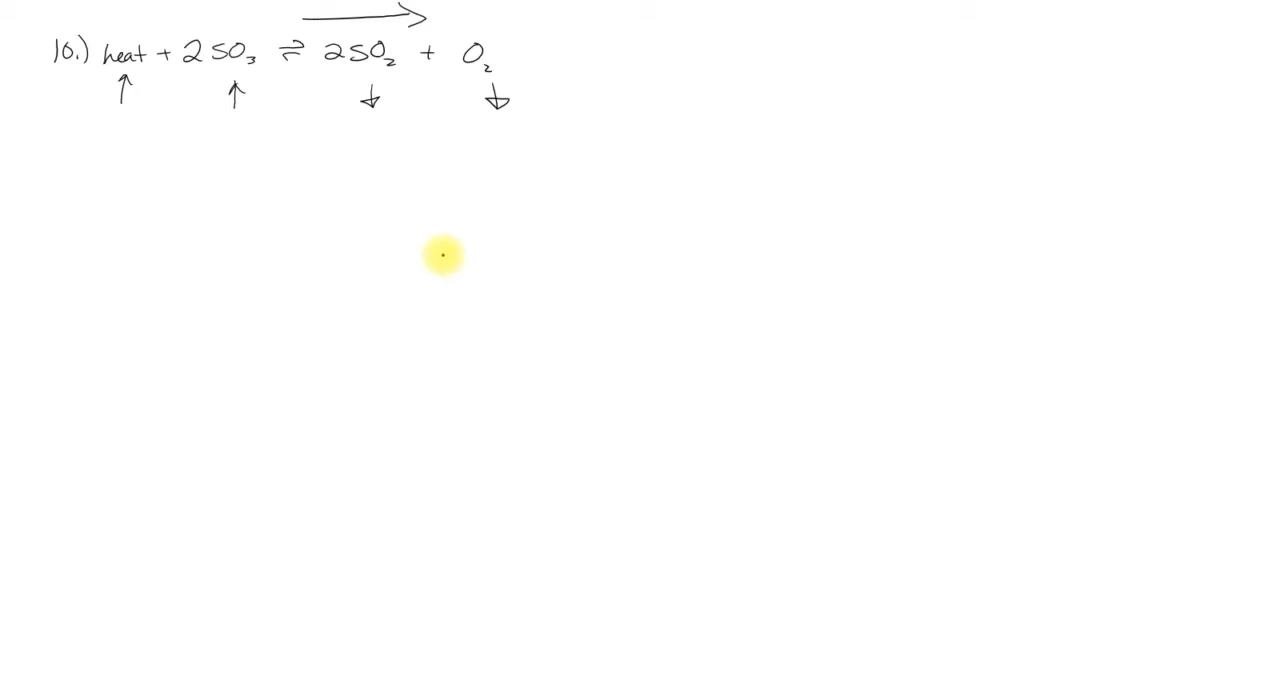 10.) heat + 2SO₃ ⇌ 2SO₂ + O₂